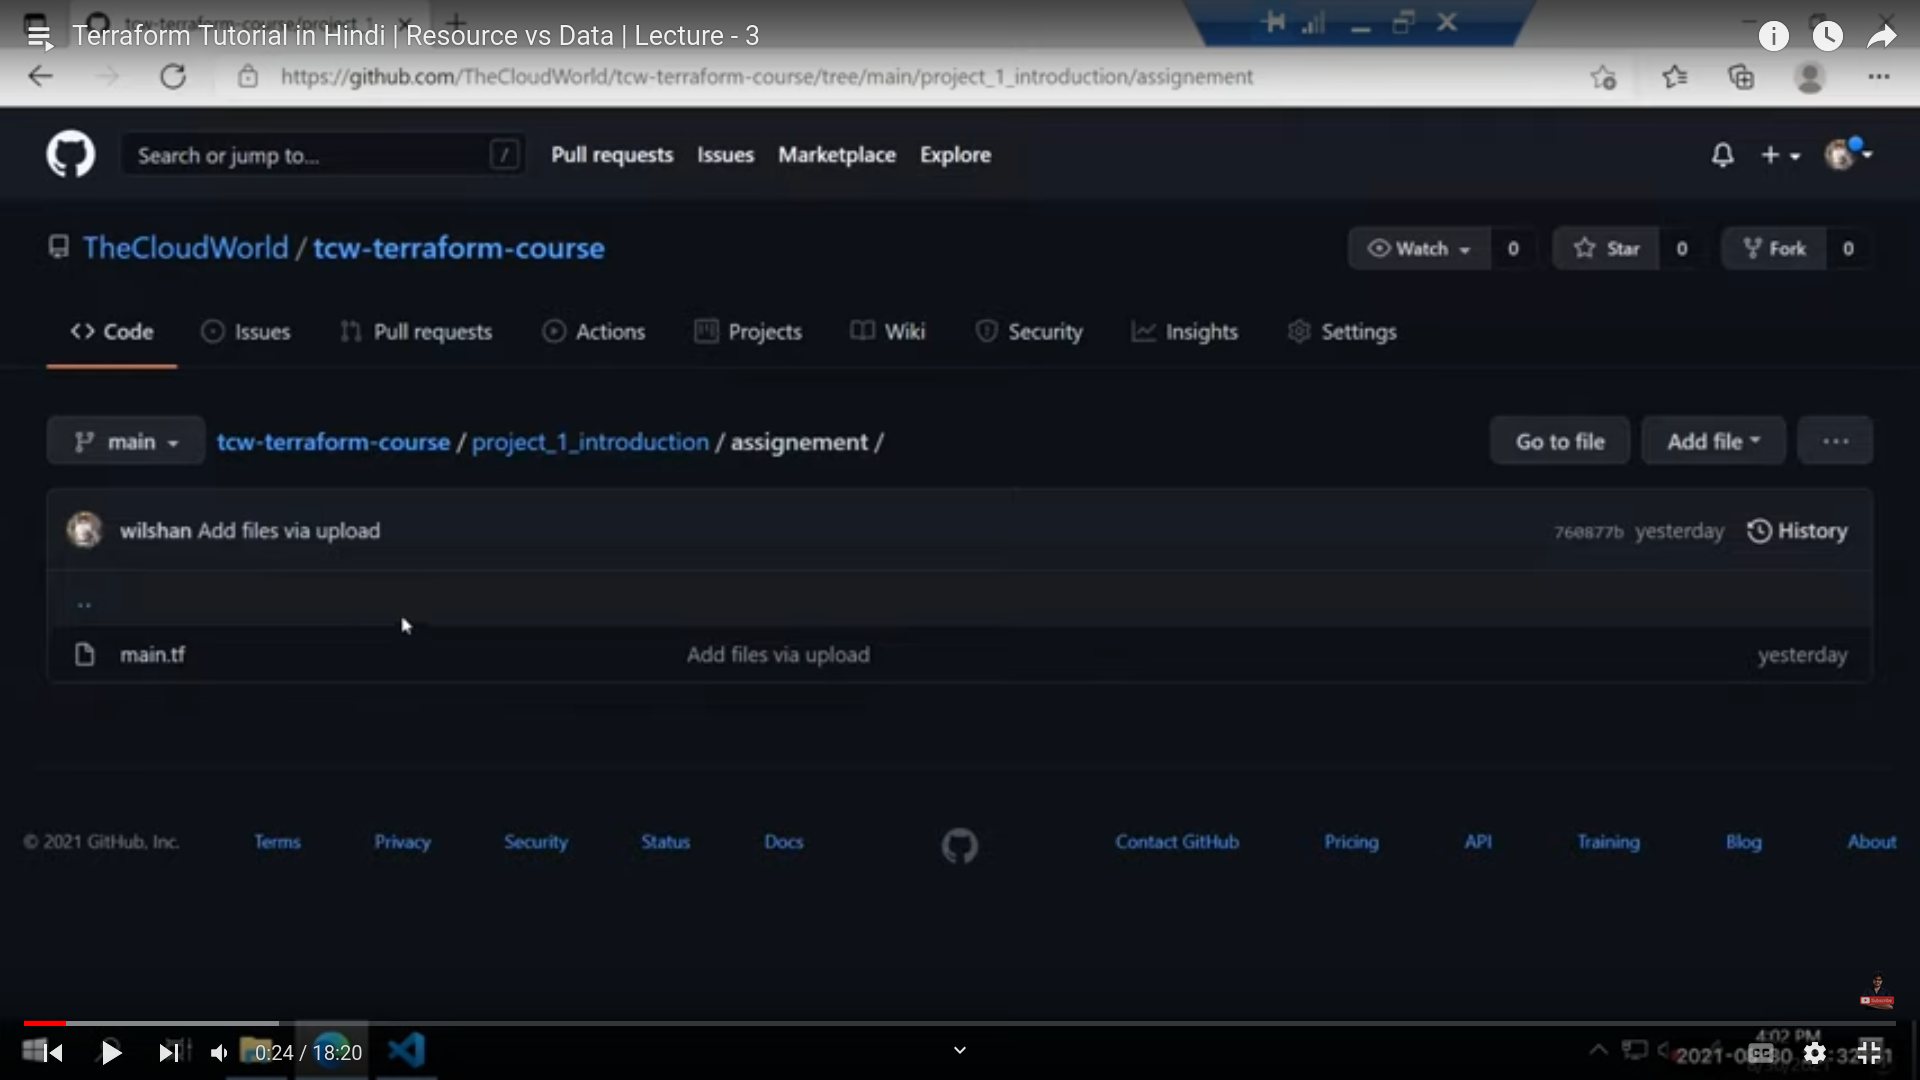 Terraform Tutorial in Hindi | Resource vs Data | Lecture - 3
https://github.com/TheCloudWorld/tcw-terraform-course/tree/main/project_1_introduction/assignement
Search or jump to... / Pull requests Issues Marketplace Explore
TheCloudWorld / tcw-terraform-course Watch 0 Star 0 Fork 0
Code Issues Pull requests Actions Projects Wiki Security Insights Settings
main tcw-terraform-course / project_1_introduction / assignement / Go to file Add file ...
wilshan Add files via upload 760877b yesterday History
..
main.tf Add files via upload yesterday
© 2021 GitHub, Inc. Terms Privacy Security Status Docs Contact GitHub Pricing API Training Blog About
Subscribe
4:02 PM
0:24 / 18:20